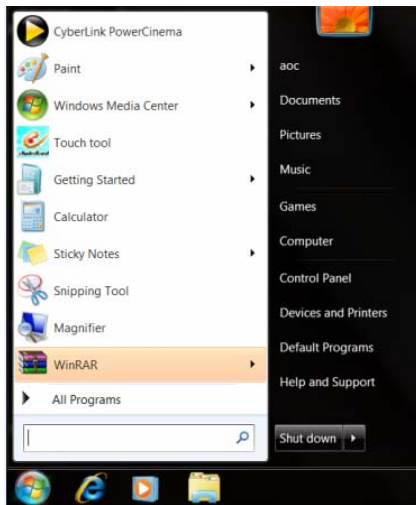 CyberLink PowerCinema
Paint
Windows Media Center
Touch tool
Getting Started
Calculator
Sticky Notes
Snipping Tool
Magnifier
WinRAR
All Programs
aoc
Documents
Pictures
Music
Games
Computer
Control Panel
Devices and Printers
Default Programs
Help and Support
Shut down